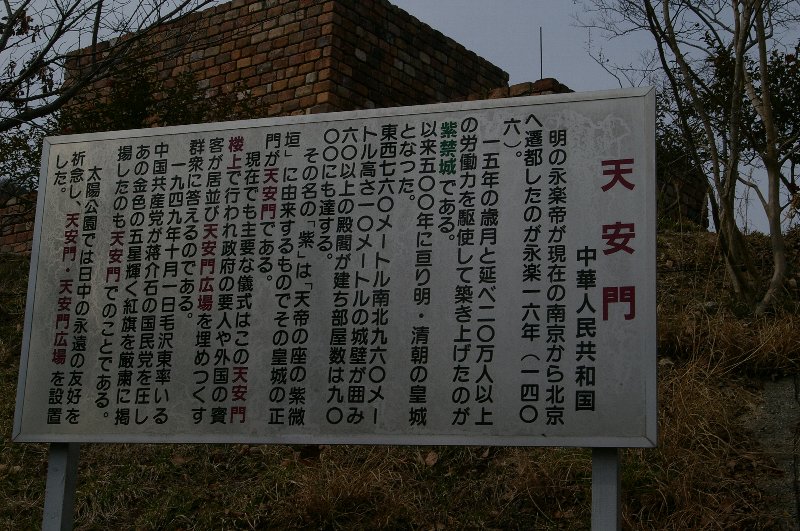 天安門
中華人民共和国
明の永楽帝が現在の南京から北京
へ遷都したのが永楽一六年（一四〇
六）。
一五年の歳月と延べ二〇万人以上
の労働力を駆使して築き上げたのが
紫禁城である。
以来五〇〇年に亘り明・清朝の皇城
となった。
東西七六〇メートル南北九六〇メー
トル高さ一〇メートルの城壁が囲み
六〇以上の殿閣が建ち部屋数は九〇
〇〇にも達する。
その名の「紫」は「天帝の座の紫微
垣」に由来するものでその皇城の正
門が天安門である。
現在でも主要な儀式はこの天安門
楼上で行われ政府の要人や外国の賓
客が居並び天安門広場を埋めつくす
群衆に答えるのである。
一九四九年十月一日毛沢東率いる
中国共産党が蒋介石の国民党を圧し
あの金色の五星輝く紅旗を厳粛に掲
揚したのも天安門でのことである。
太陽公園では日中の永遠の友好を
祈念し、天安門・天安門広場を設置
した。